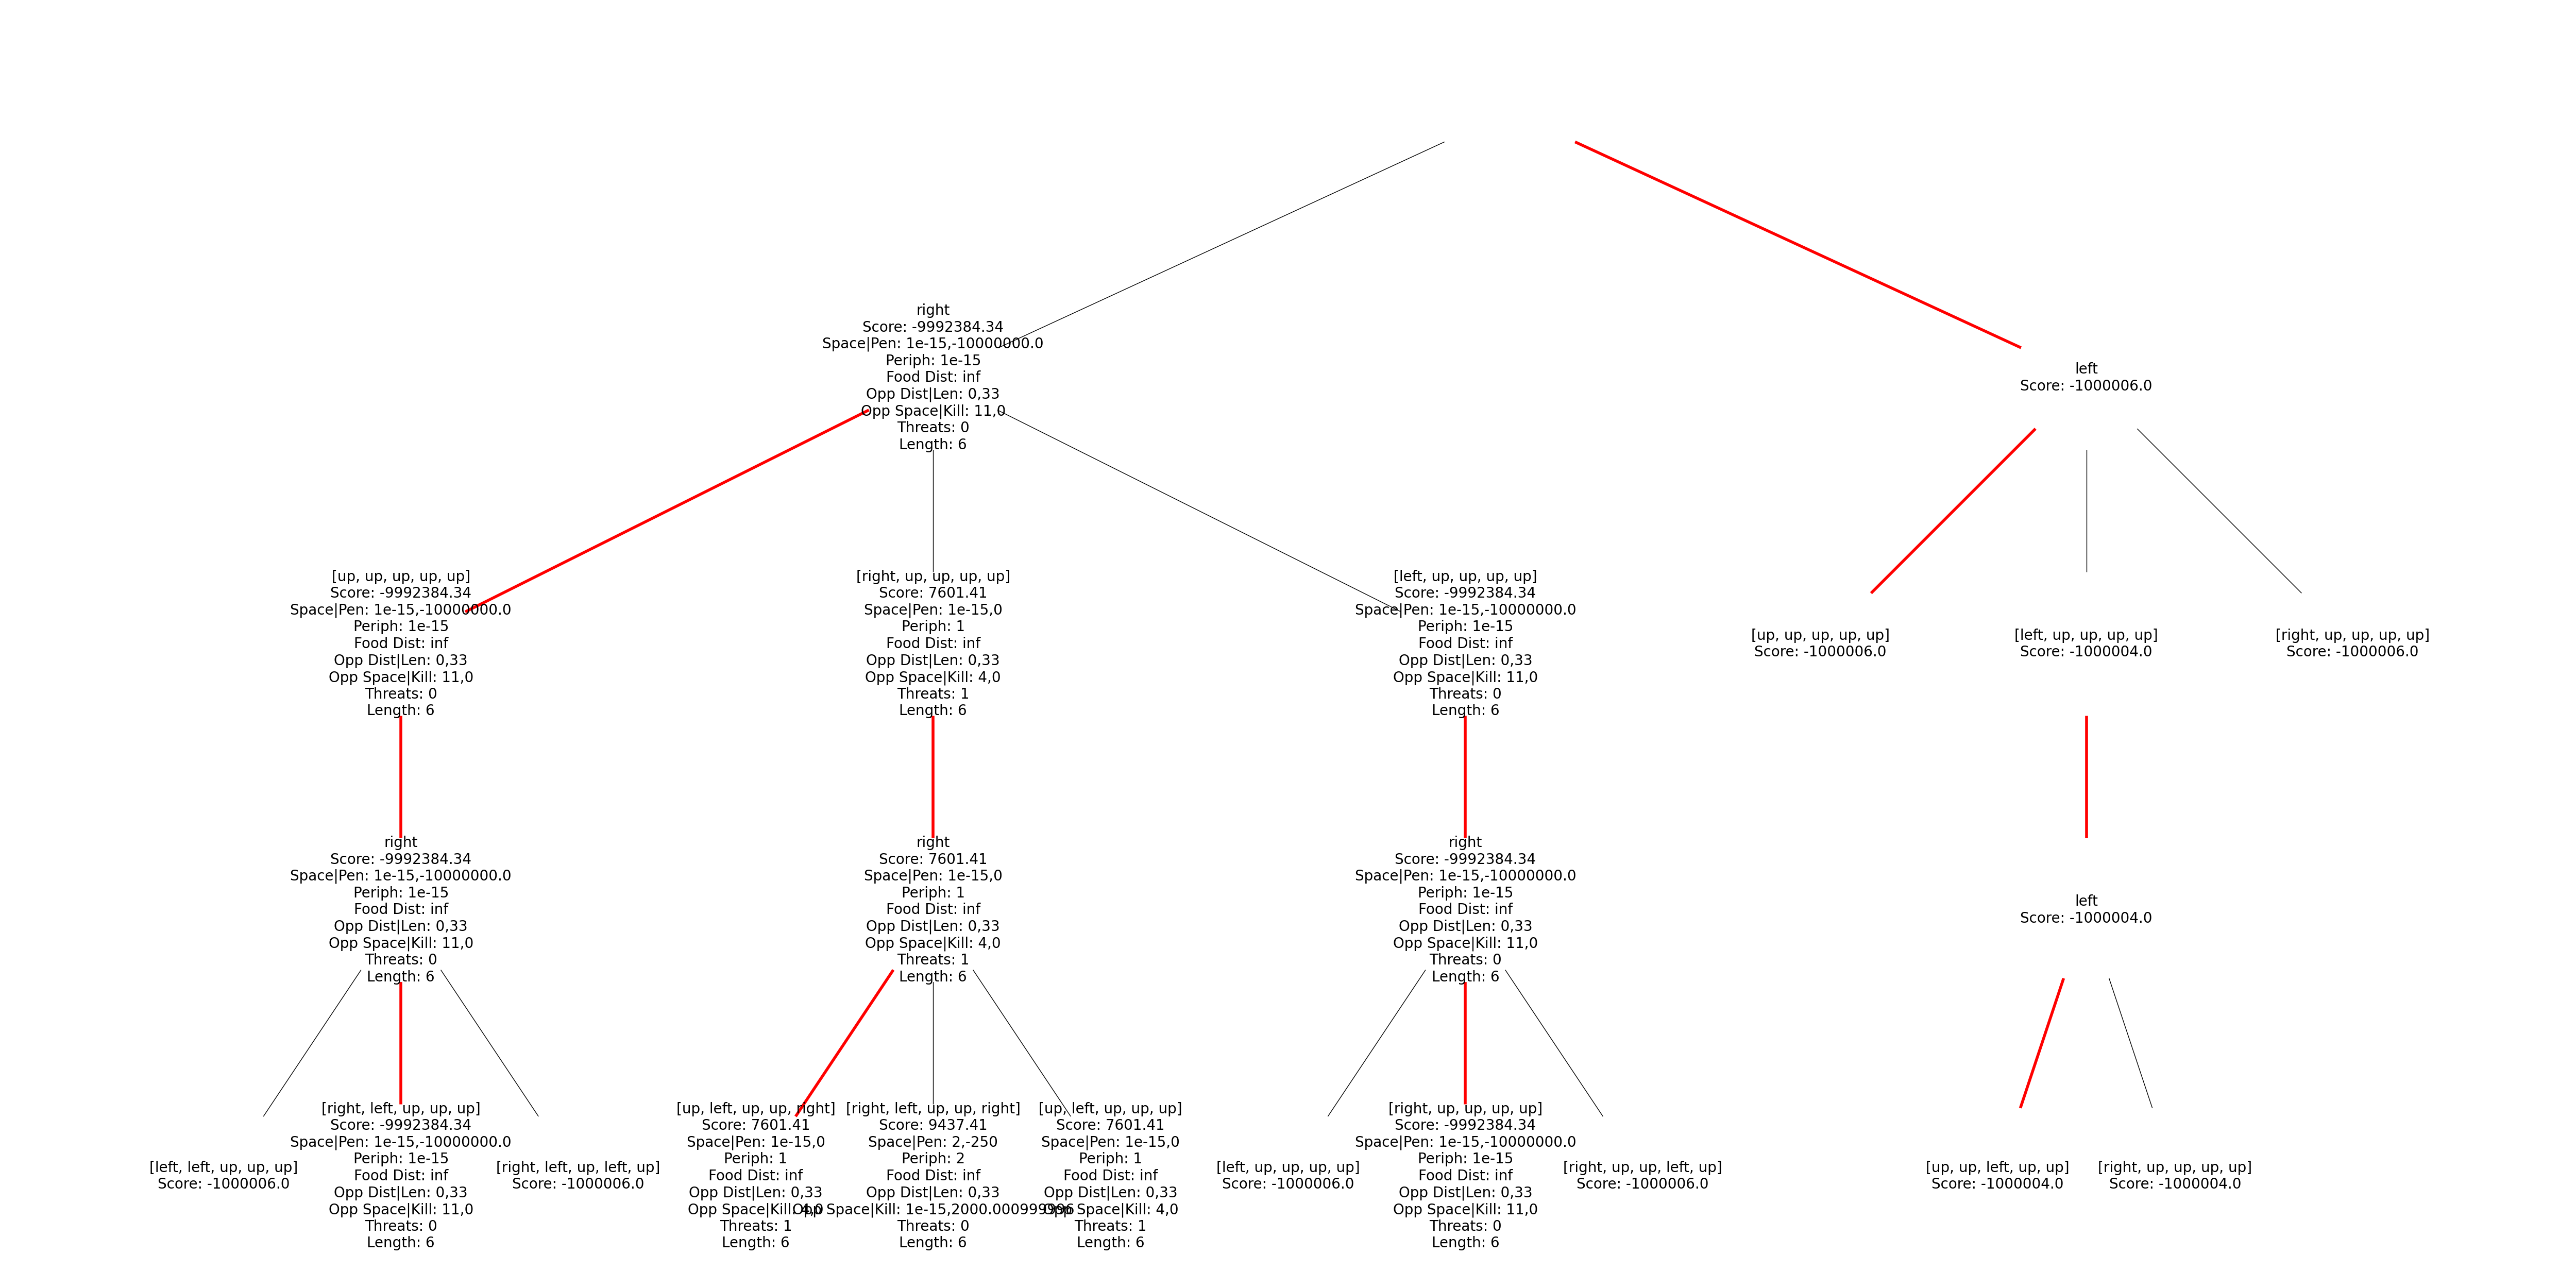 right
Score: -9992384.34
Space|Pen: 1e-15,-10000000.0
Periph: 1e-15
Food Dist: inf
Opp Dist|Len: 0,33
Opp Space|Kill: 11,0
Threats: 0
Length: 6
left
Score: -1000006.0
[up, up, up, up, up]
Score: -9992384.34
Space|Pen: 1e-15,-10000000.0
Periph: 1e-15
Food Dist: inf
Opp Dist|Len: 0,33
Opp Space|Kill: 11,0
Threats: 0
Length: 6
[right, up, up, up, up]
Score: 7601.41
Space|Pen: 1e-15,0
Periph: 1
Food Dist: inf
Opp Dist|Len: 0,33
Opp Space|Kill: 4,0
Threats: 1
Length: 6
[left, up, up, up, up]
Score: -9992384.34
Space|Pen: 1e-15,-10000000.0
Periph: 1e-15
Food Dist: inf
Opp Dist|Len: 0,33
Opp Space|Kill: 11,0
Threats: 0
Length: 6
[up, up, up, up, up]
Score: -1000006.0
[left, up, up, up, up]
Score: -1000004.0
[right, up, up, up, up]
Score: -1000006.0
right
Score: -9992384.34
Space|Pen: 1e-15,-10000000.0
Periph: 1e-15
Food Dist: inf
Opp Dist|Len: 0,33
Opp Space|Kill: 11,0
Threats: 0
Length: 6
right
Score: 7601.41
Space|Pen: 1e-15,0
Periph: 1
Food Dist: inf
Opp Dist|Len: 0,33
Opp Space|Kill: 4,0
Threats: 1
Length: 6
right
Score: -9992384.34
Space|Pen: 1e-15,-10000000.0
Periph: 1e-15
Food Dist: inf
Opp Dist|Len: 0,33
Opp Space|Kill: 11,0
Threats: 0
Length: 6
left
Score: -1000004.0
[left, left, up, up, up]
Score: -1000006.0
[right, left, up, up, up]
Score: -9992384.34
Space|Pen: 1e-15,-10000000.0
Periph: 1e-15
Food Dist: inf
Opp Dist|Len: 0,33
Opp Space|Kill: 11,0
Threats: 0
Length: 6
[right, left, up, left, up]
Score: -1000006.0
[up, left, up, up, right]
Score: 7601.41
Space|Pen: 1e-15,0
Periph: 1
Food Dist: inf
Opp Dist|Len: 0,33
Opp Space|Kill: 4,0
Threats: 1
Length: 6
[right, left, up, up, right]
Score: 9437.41
Space|Pen: 2,-250
Periph: 2
Food Dist: inf
Opp Dist|Len: 0,33
Opp Space|Kill: 1e-15,2000.000999996
Threats: 0
Length: 6
[up, left, up, up, up]
Score: 7601.41
Space|Pen: 1e-15,0
Periph: 1
Food Dist: inf
Opp Dist|Len: 0,33
Opp Space|Kill: 4,0
Threats: 1
Length: 6
[left, up, up, up, up]
Score: -1000006.0
[right, up, up, up, up]
Score: -9992384.34
Space|Pen: 1e-15,-10000000.0
Periph: 1e-15
Food Dist: inf
Opp Dist|Len: 0,33
Opp Space|Kill: 11,0
Threats: 0
Length: 6
[right, up, up, left, up]
Score: -1000006.0
[up, up, left, up, up]
Score: -1000004.0
[right, up, up, up, up]
Score: -1000004.0